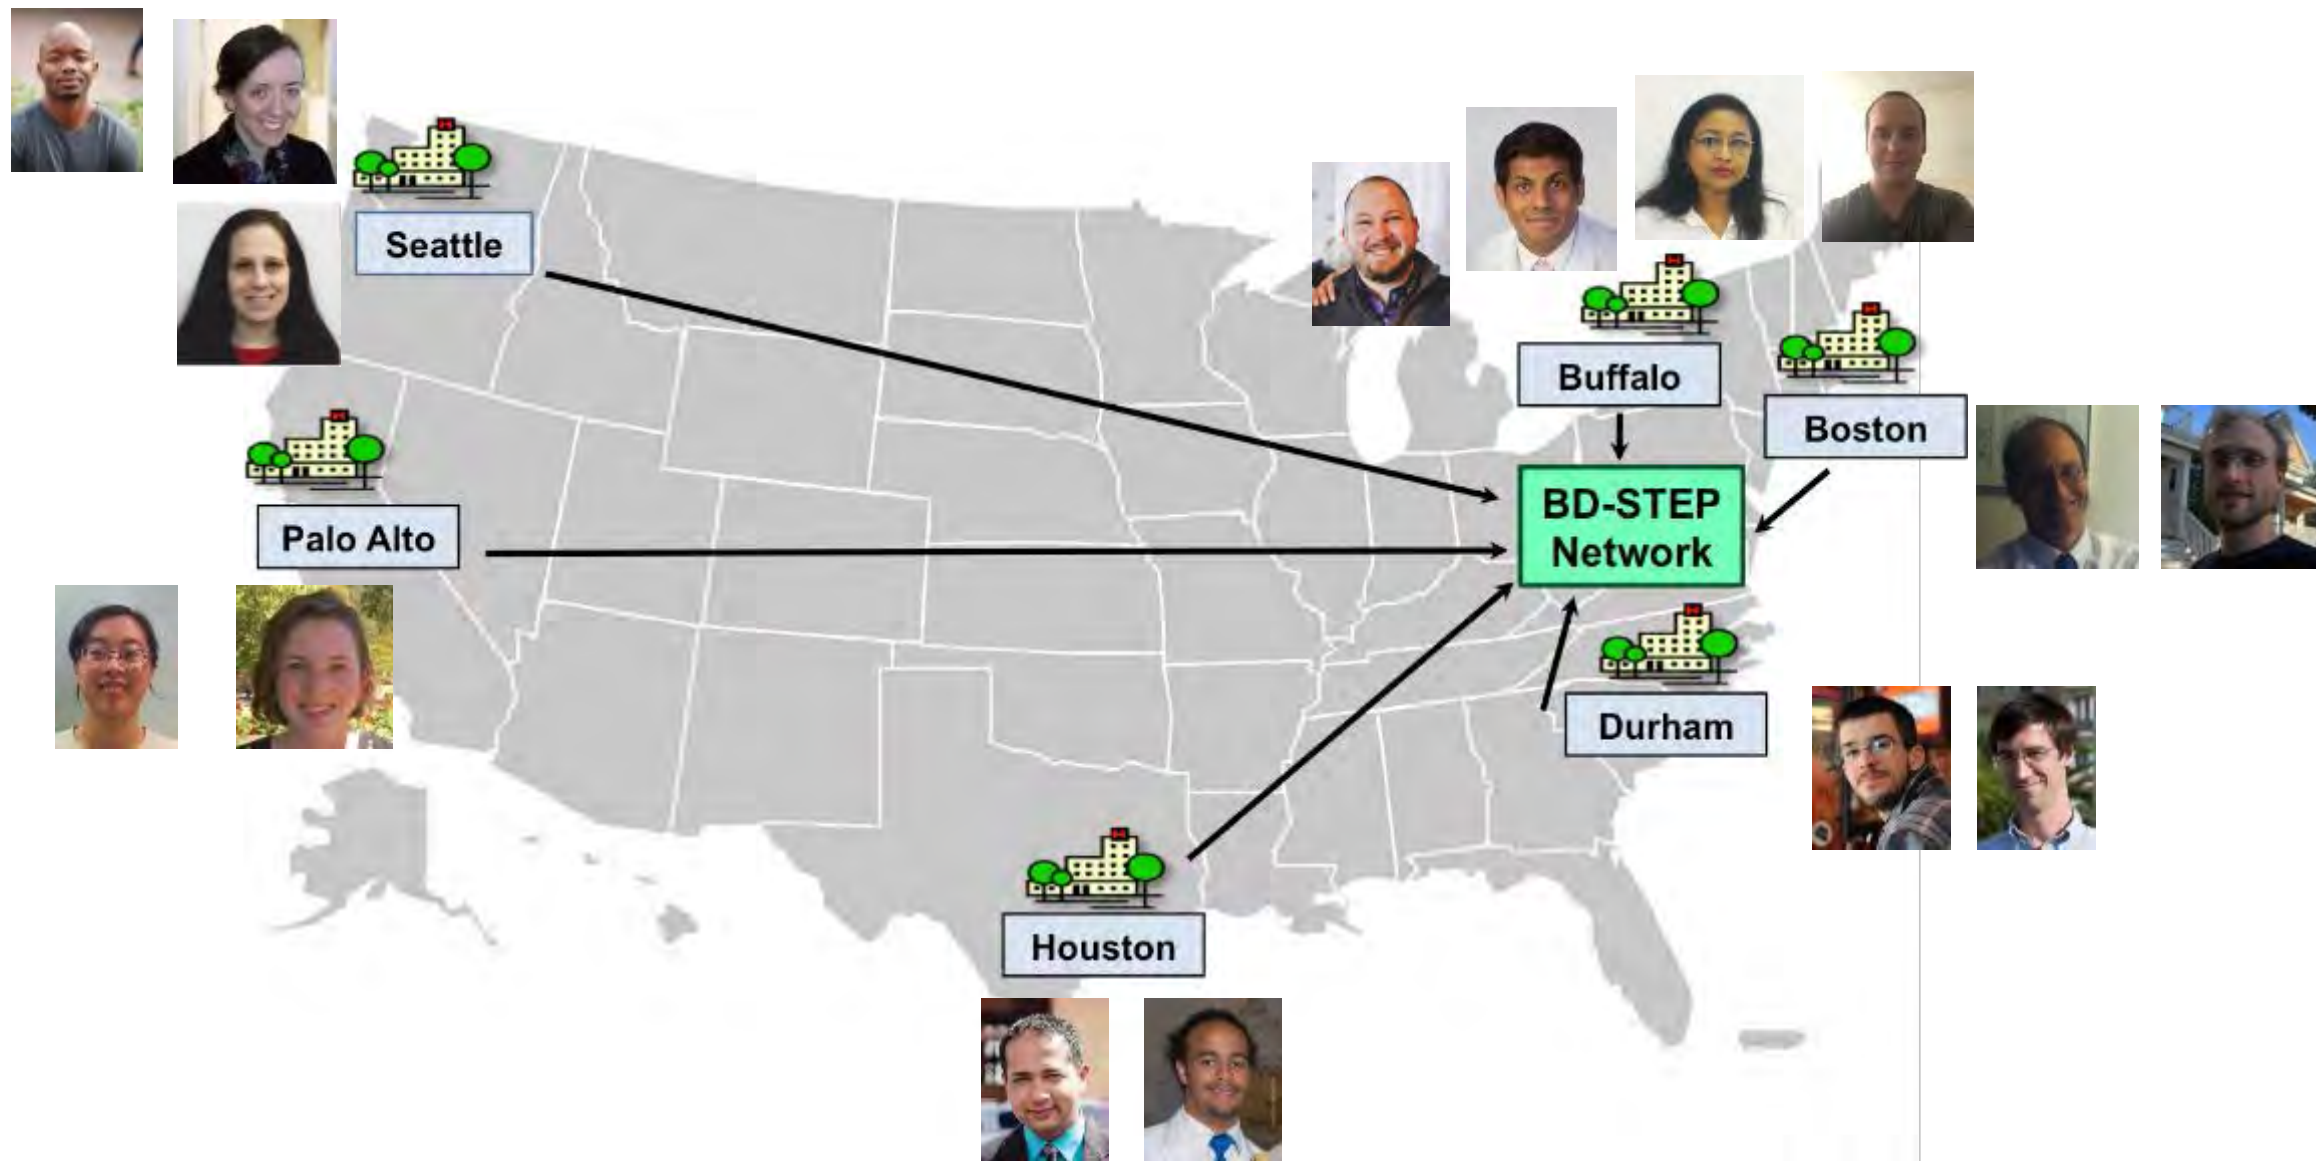 Seattle
Buffalo
Boston
BD-STEP
Network
Palo Alto
Durham
Houston